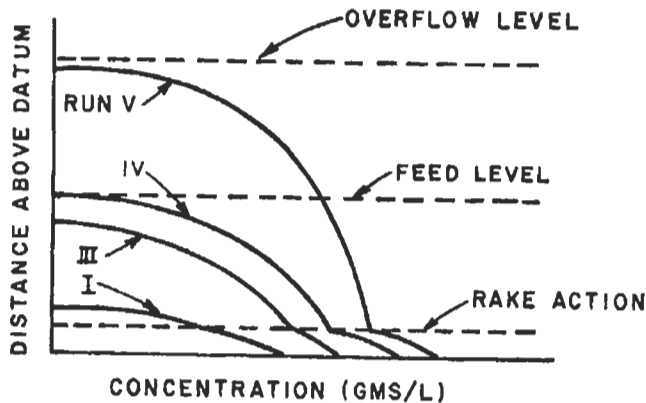 OVERFLOW LEVEL
RUN V
IV
FEED LEVEL
III
I
RAKE ACTION
DISTANCE ABOVE DATUM
CONCENTRATION (GMS/L)